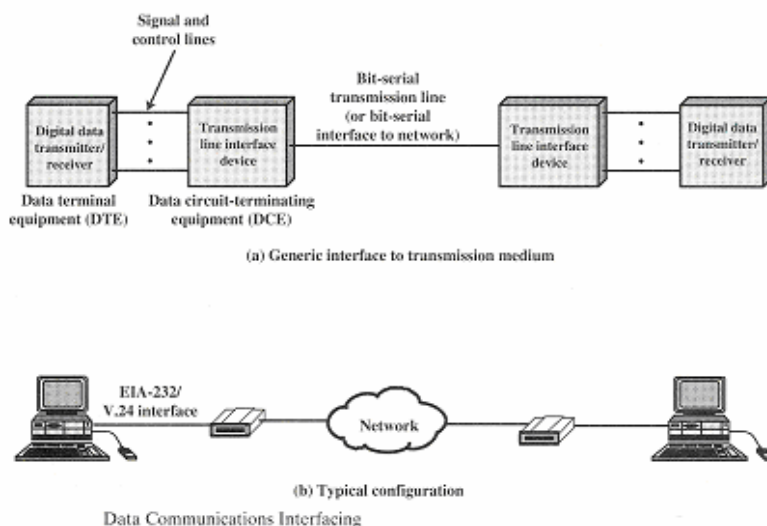 Signal and
control lines
Bit-serial
transmission line
(or bit-serial
interface to network)
Digital data
transmitter/
receiver
Transmission
line interface
device
Transmission
line interface
device
Digital data
transmitter/
receiver
Data terminal
equipment (DTE)
Data circuit-terminating
equipment (DCE)
(a) Generic interface to transmission medium
EIA-232/
V.24 interface
Network
(b) Typical configuration
Data Communications Interfacing